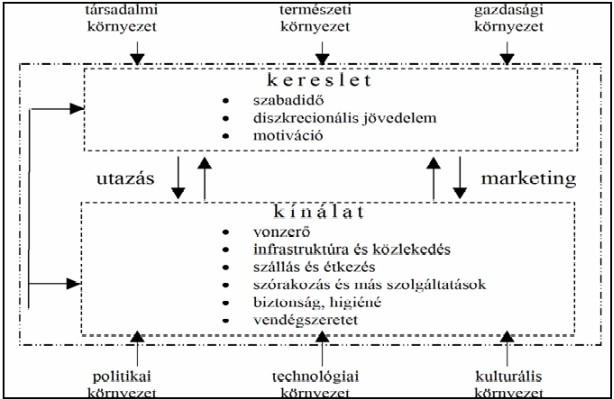 társadalmi természeti gazdasági
környezet környezet környezet
kereslet
szabadidő
diszkrecionális jövedelem
motiváció
utazás marketing
kínálat
vonzerő
infrastruktúra és közlekedés
szállás és étkezés
szórakozás és más szolgáltatások
biztonság, higiéné
vendégszeretet
politikai technológiai kulturális
környezet környezet környezet